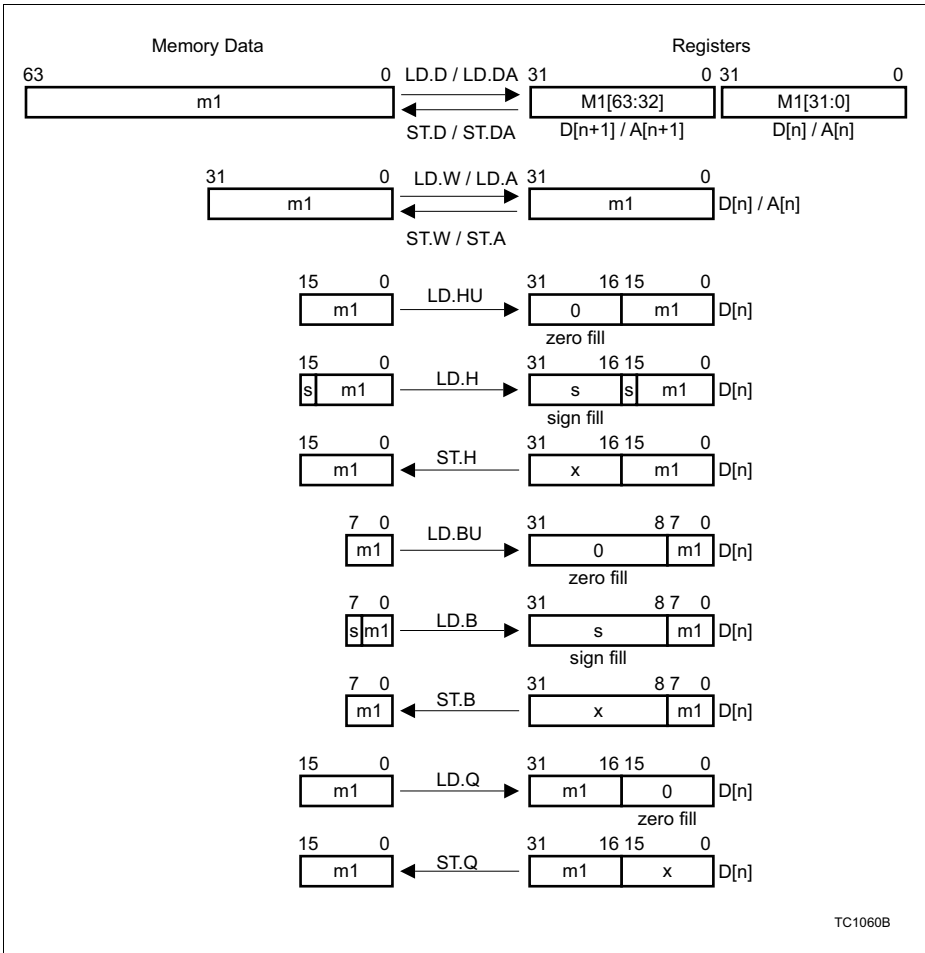 Memory Data Registers
63 0 LD.D / LD.DA 31 0 31 0
m1 M1[63:32] M1[31:0]
ST.D / ST.DA D[n+1] / A[n+1] D[n] / A[n]
31 0 LD.W / LD.A 31 0
m1 m1 D[n] / A[n]
ST.W / ST.A
15 0 LD.HU 31 16 15 0
m1 0 m1 D[n]
zero fill
15 0 LD.H 31 16 15 0
s m1 s s m1 D[n]
sign fill
15 0 ST.H 31 16 15 0
m1 x m1 D[n]
7 0 LD.BU 31 8 7 0
m1 0 m1 D[n]
zero fill
7 0 LD.B 31 8 7 0
s m1 s m1 D[n]
sign fill
7 0 ST.B 31 8 7 0
m1 x m1 D[n]
15 0 LD.Q 31 16 15 0
m1 m1 0 D[n]
zero fill
15 0 ST.Q 31 16 15 0
m1 m1 x D[n]
TC1060B